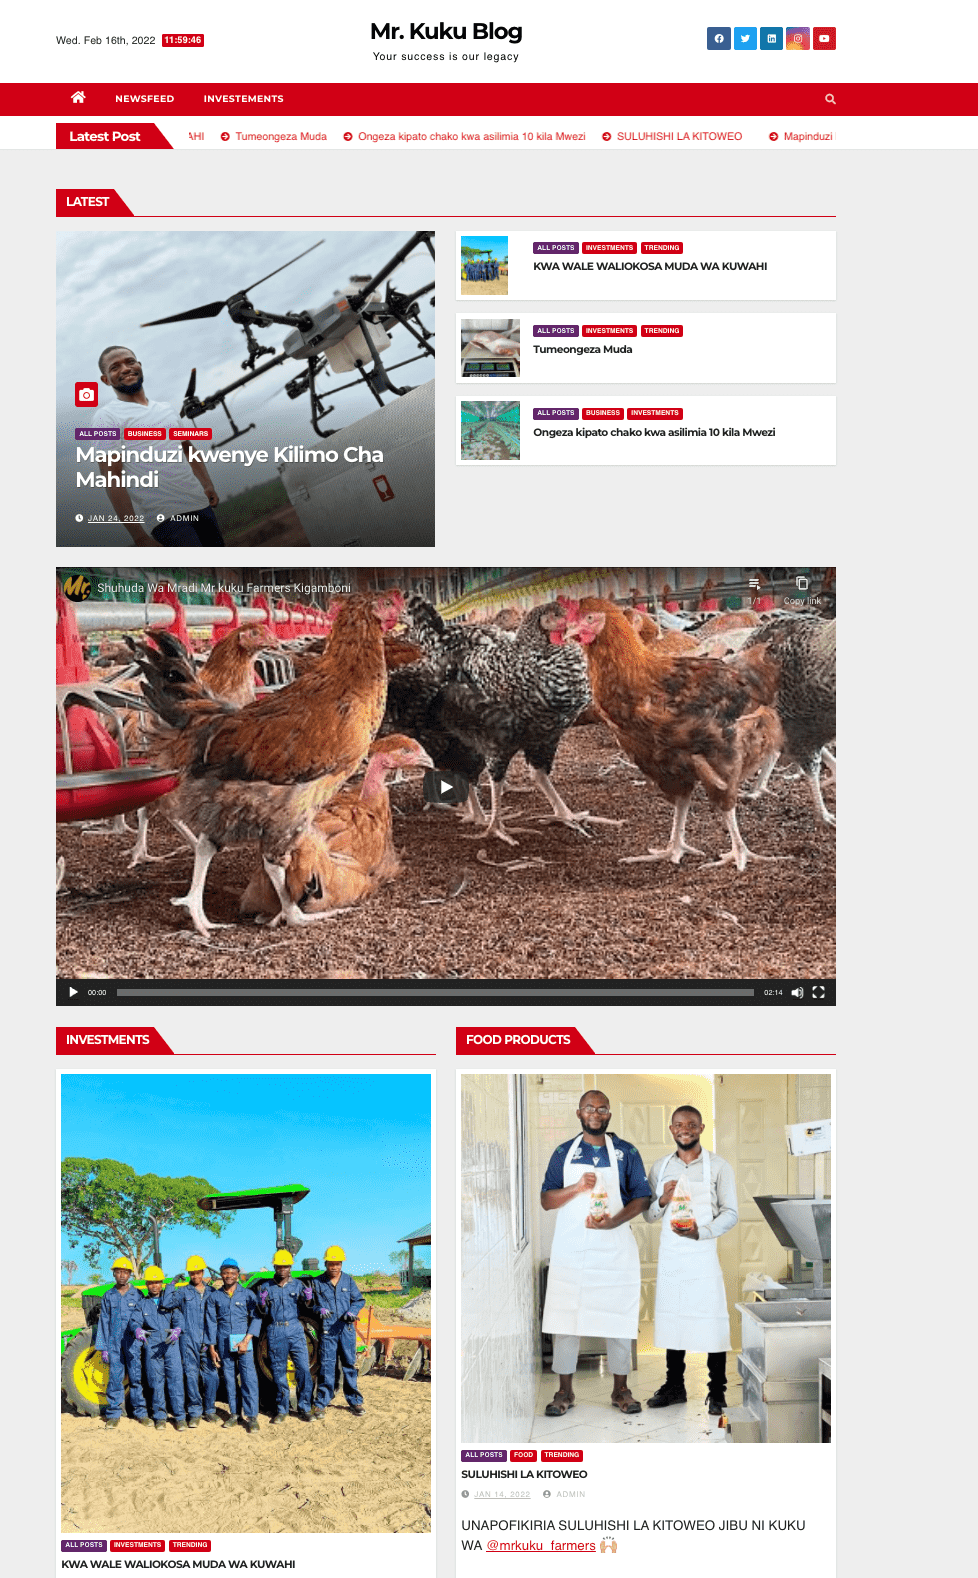 Wed. Feb 16th, 2022 11:59:46
Mr. Kuku Blog
Your success is our legacy
NEWSFEED INVESTEMENTS
Latest Post
AHI Tumeongeza Muda Ongeza kipato chako kwa asilimia 10 kila Mwezi SULUHISHI LA KITOWEO Mapinduzi
LATEST
ALL POSTS BUSINESS SEMINARS
Mapinduzi kwenye Kilimo Cha
Mahindi
JAN 24, 2022 ADMIN
ALL POSTS INVESTMENTS TRENDING
KWA WALE WALIOKOSA MUDA WA KUWAHI
ALL POSTS INVESTMENTS TRENDING
Tumeongeza Muda
ALL POSTS BUSINESS INVESTMENTS
Ongeza kipato chako kwa asilimia 10 kila Mwezi
Mr.
Shuhuda Wa Mradi Mr.kuku Farmers Kigamboni
1/1 Copy link
00:00 02:14
INVESTMENTS
ALL POSTS INVESTMENTS TRENDING
KWA WALE WALIOKOSA MUDA WA KUWAHI
FOOD PRODUCTS
ALL POSTS FOOD TRENDING
SULUHISHI LA KITOWEO
JAN 14, 2022 ADMIN
UNAPOFIKIRIA SULUHISHI LA KITOWEO JIBU NI KUKU
WA @mrkuku_farmers 🙌🏼